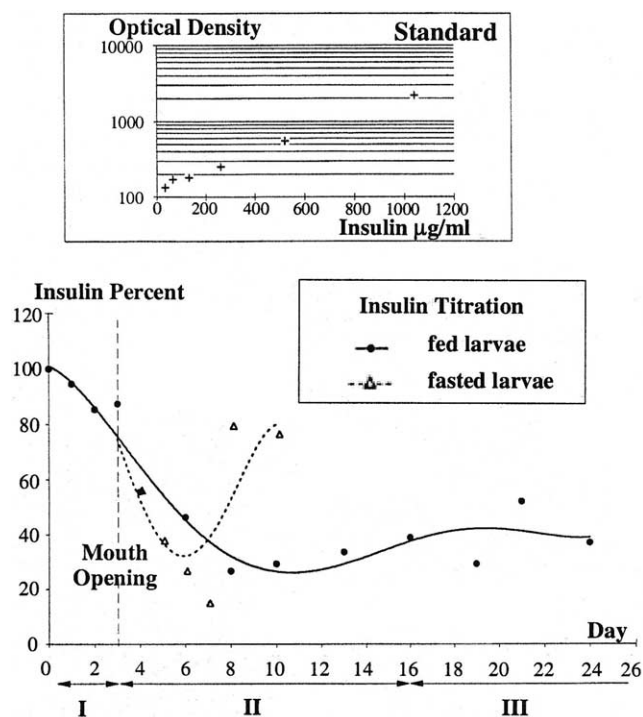 Optical Density Standard
10000
1000
100
0 200 400 600 800 1000 1200
Insulin µg/ml
Insulin Percent
120
100
80
60
40
20
0
Insulin Titration
fed larvae
fasted larvae
Mouth
Opening
Day
0 2 4 6 8 10 12 14 16 18 20 22 24 26
I II III